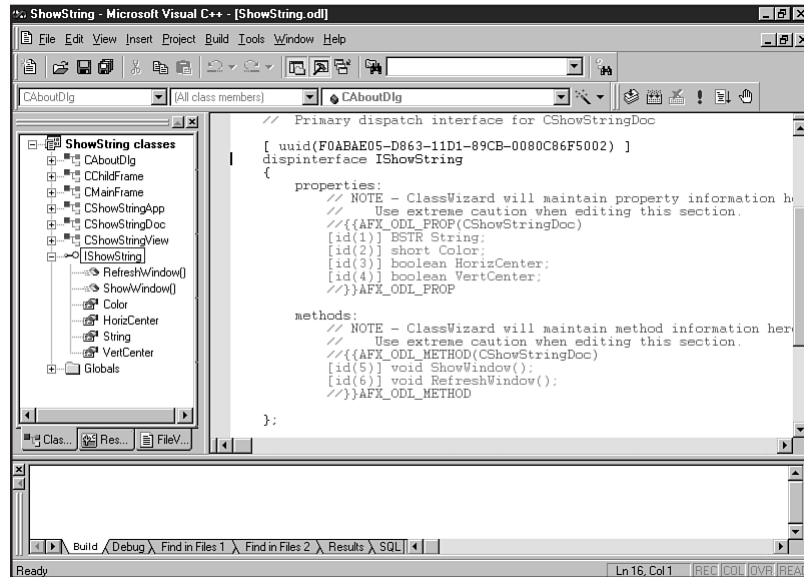 ShowString - Microsoft Visual C++ - [ShowString.odl]
File Edit View Insert Project Build Tools Window Help
CAboutDlg
(All class members)
CAboutDlg
ShowString classes
CAboutDlg
CChildFrame
CMainFrame
CShowStringApp
CShowStringDoc
CShowStringView
IShowString
RefreshWindow()
ShowWindow()
Color
HorizCenter
String
VertCenter
Globals
Clas...
Res...
FileV...
// Primary dispatch interface for CShowStringDoc
[ uuid(F0ABAE05-D863-11D1-89CB-0080C86F5002) ]
dispinterface IShowString
{
properties:
// NOTE - ClassWizard will maintain property information he
// Use extreme caution when editing this section.
//{{AFX_ODL_PROP(CShowStringDoc)
[id(1)] BSTR String;
[id(2)] short Color;
[id(3)] boolean HorizCenter;
[id(4)] boolean VertCenter;
//}}AFX_ODL_PROP
methods:
// NOTE - ClassWizard will maintain method information here
// Use extreme caution when editing this section.
//{{AFX_ODL_METHOD(CShowStringDoc)
[id(5)] void ShowWindow();
[id(6)] void RefreshWindow();
//}}AFX_ODL_METHOD
};
Build Debug Find in Files 1 Find in Files 2 Results SQL
Ready
Ln 16, Col 1 REC COL OVR READ